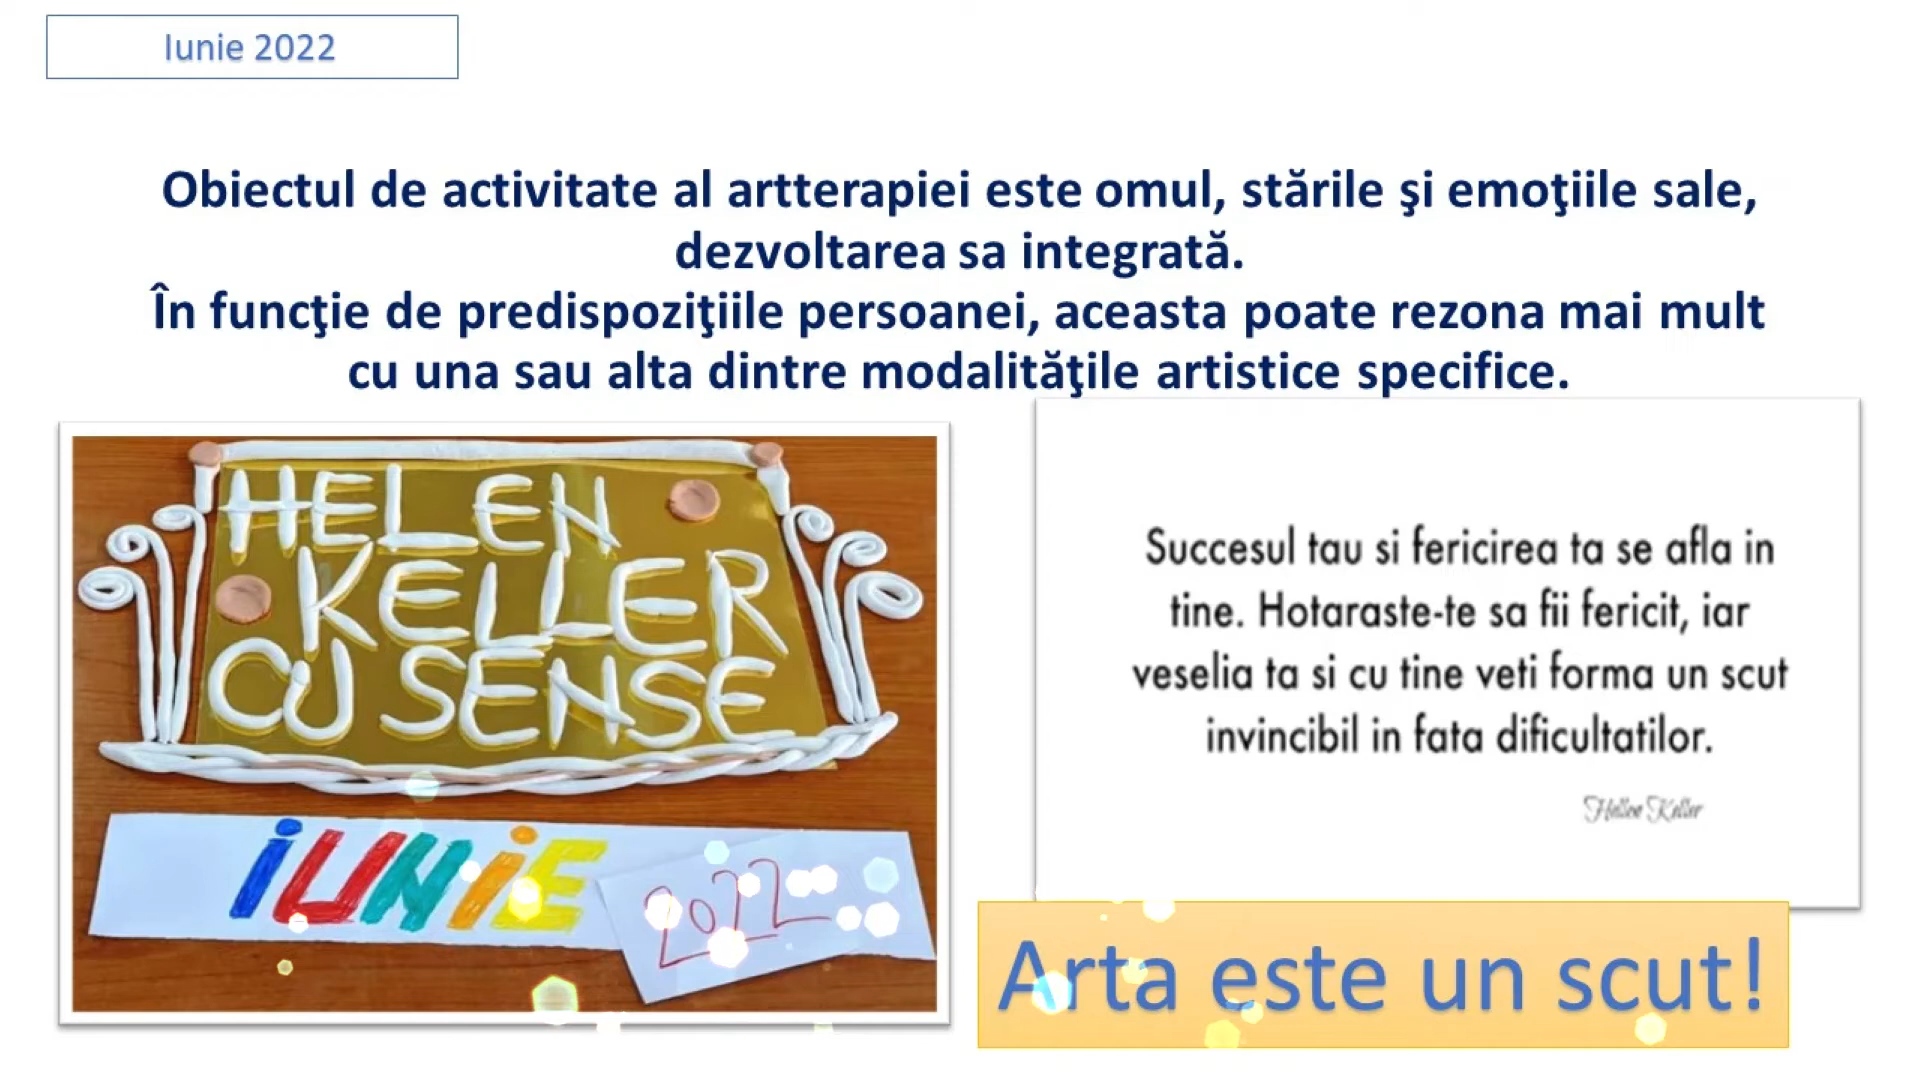 Iunie 2022
Obiectul de activitate al artterapiei este omul, stările şi emoţiile sale,
dezvoltarea sa integrată.
În funcţie de predispoziţiile persoanei, aceasta poate rezona mai mult
cu una sau alta dintre modalităţile artistice specifice.
HELEN
KELLER
CU SENSE
iUNiE
2022
Succesul tau si fericirea ta se afla in
tine. Hotaraste-te sa fii fericit, iar
veselia ta si cu tine veti forma un scut
invincibil in fata dificultatilor.
Hellen Keller
Arta este un scut!